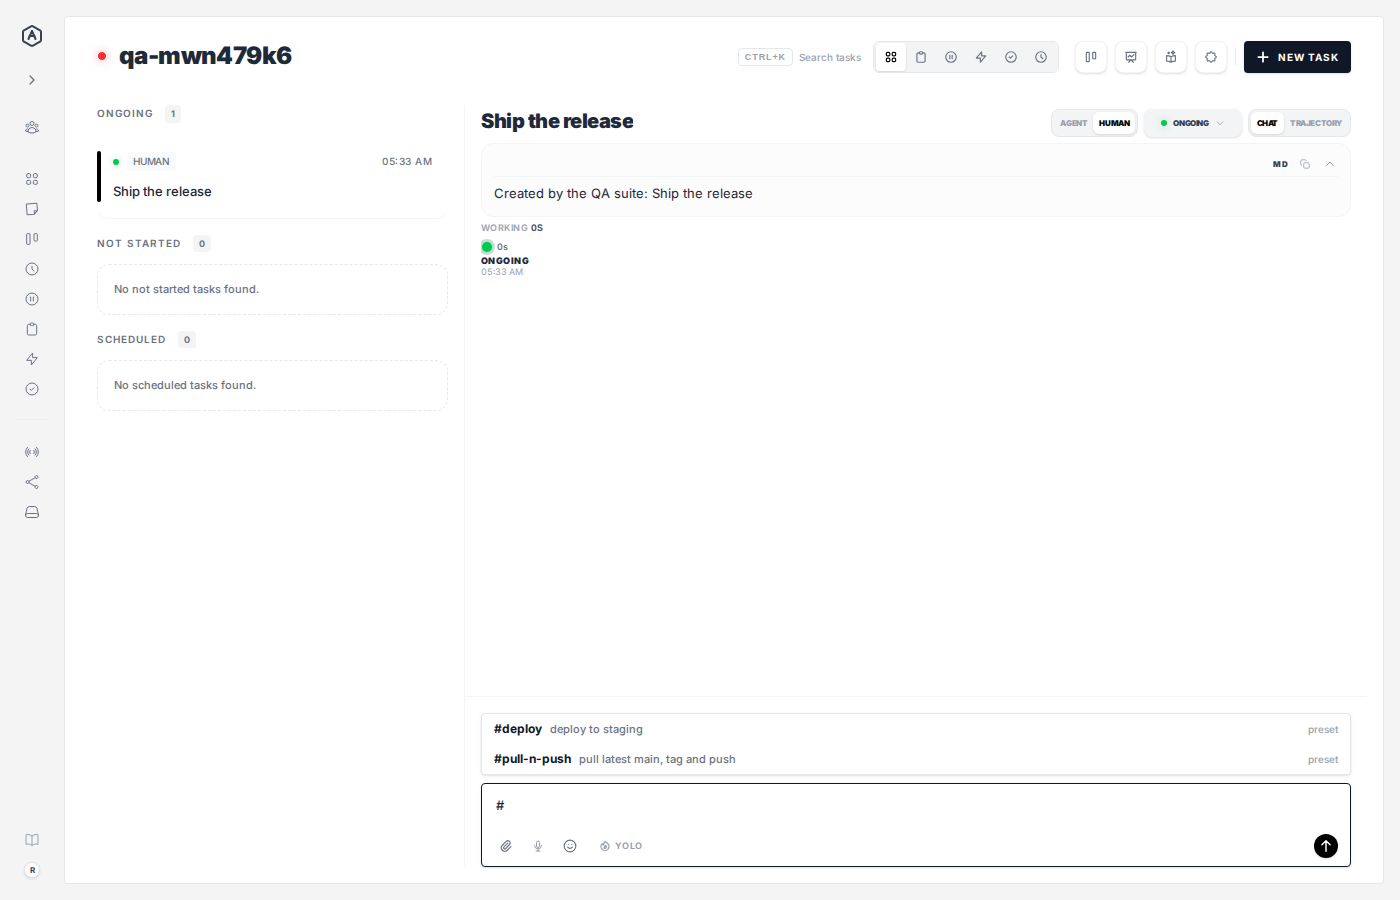 qa-mwn479k6
CTRL+K Search tasks
NEW TASK
ONGOING 1
HUMAN 05:33 AM
Ship the release
NOT STARTED 0
No not started tasks found.
SCHEDULED 0
No scheduled tasks found.
Ship the release
AGENT HUMAN ONGOING CHAT TRAJECTORY
MD
Created by the QA suite: Ship the release
WORKING 0S
0s
ONGOING
05:33 AM
#deploy deploy to staging preset
#pull-n-push pull latest main, tag and push preset
#
YOLO
R